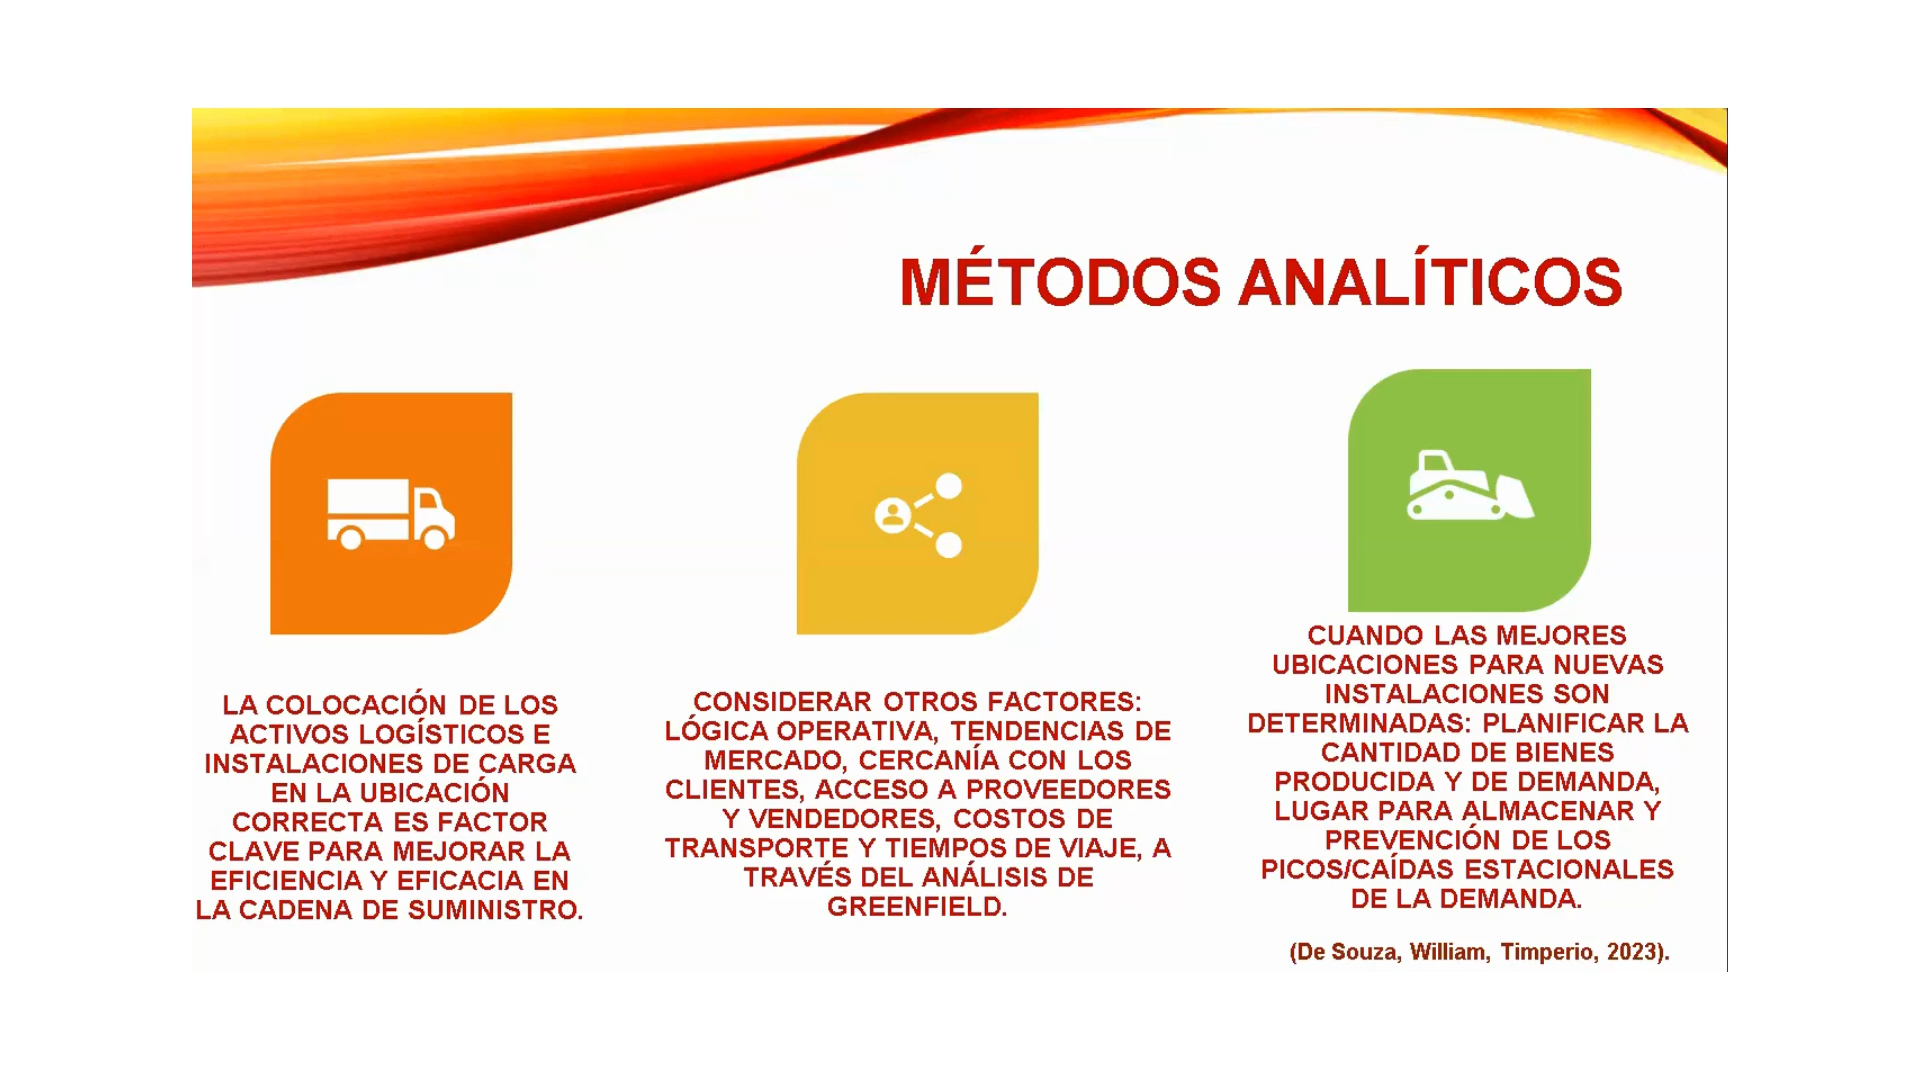 MÉTODOS ANALÍTICOS
LA COLOCACIÓN DE LOS
ACTIVOS LOGÍSTICOS E
INSTALACIONES DE CARGA
EN LA UBICACIÓN
CORRECTA ES FACTOR
CLAVE PARA MEJORAR LA
EFICIENCIA Y EFICACIA EN
LA CADENA DE SUMINISTRO.
CONSIDERAR OTROS FACTORES:
LÓGICA OPERATIVA, TENDENCIAS DE
MERCADO, CERCANÍA CON LOS
CLIENTES, ACCESO A PROVEEDORES
Y VENDEDORES, COSTOS DE
TRANSPORTE Y TIEMPOS DE VIAJE, A
TRAVÉS DEL ANÁLISIS DE
GREENFIELD.
CUANDO LAS MEJORES
UBICACIONES PARA NUEVAS
INSTALACIONES SON
DETERMINADAS: PLANIFICAR LA
CANTIDAD DE BIENES
PRODUCIDA Y DE DEMANDA,
LUGAR PARA ALMACENAR Y
PREVENCIÓN DE LOS
PICOS/CAÍDAS ESTACIONALES
DE LA DEMANDA.
(De Souza, William, Timperio, 2023).